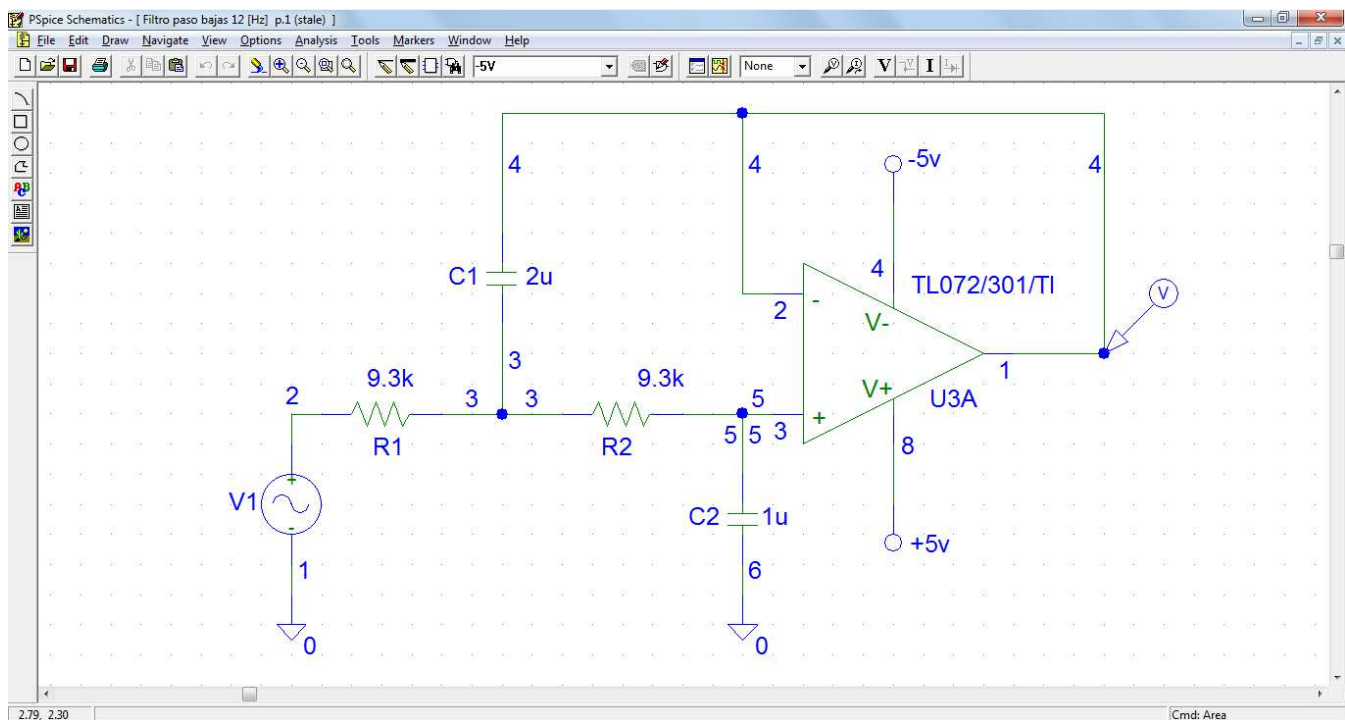 PSpice Schematics - [ Filtro paso bajas 12 [Hz]  p.1 (stale)  ]
File Edit Draw Navigate View Options Analysis Tools Markers Window Help
-5V None V I
ABC
4 4 4
-5v
C1 2u
4 TL072/301/TI
V
2 -
V-
3
1
9.3k 9.3k
V+
U3A
2 3 3 5
+
R1 R2 5 5 3
8
+
V1
-
C2 1u
+5v
1 6
0 0
2.79, 2.30 Cmd: Area